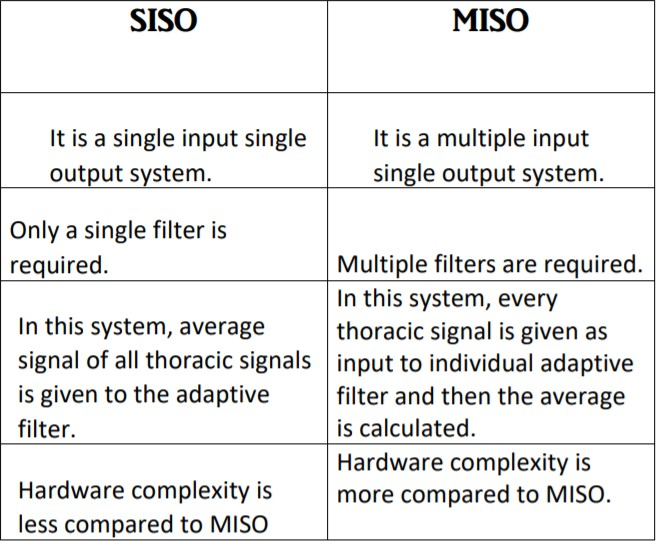 SISO
MISO
It is a single input single
output system.
It is a multiple input
single output system.
Only a single filter is
required.
Multiple filters are required.
In this system, average
signal of all thoracic signals
is given to the adaptive
filter.
In this system, every
thoracic signal is given as
input to individual adaptive
filter and then the average
is calculated.
Hardware complexity is
less compared to MISO
Hardware complexity is
more compared to MISO.